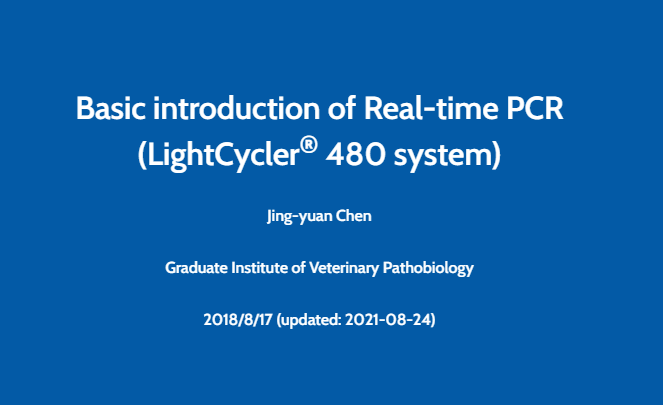 Basic introduction of Real-time PCR
(LightCycler® 480 system)
Jing-yuan Chen
Graduate Institute of Veterinary Pathobiology
2018/8/17 (updated: 2021-08-24)